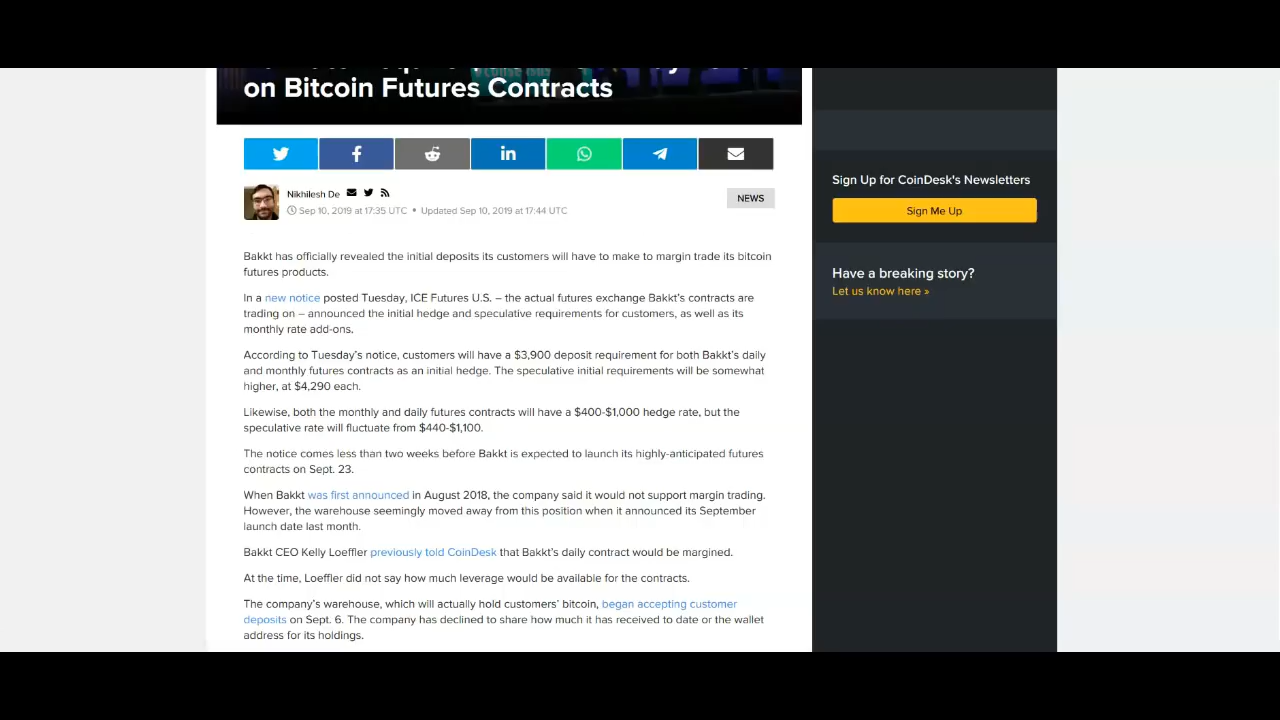 on Bitcoin Futures Contracts
Nikhilesh De
Sep 10, 2019 at 17:35 UTC • Updated Sep 10, 2019 at 17:44 UTC
NEWS
Bakkt has officially revealed the initial deposits its customers will have to make to margin trade its bitcoin
futures products.
In a new notice posted Tuesday, ICE Futures U.S. – the actual futures exchange Bakkt’s contracts are
trading on – announced the initial hedge and speculative requirements for customers, as well as its
monthly rate add-ons.
According to Tuesday’s notice, customers will have a $3,900 deposit requirement for both Bakkt’s daily
and monthly futures contracts as an initial hedge. The speculative initial requirements will be somewhat
higher, at $4,290 each.
Likewise, both the monthly and daily futures contracts will have a $400-$1,000 hedge rate, but the
speculative rate will fluctuate from $440-$1,100.
The notice comes less than two weeks before Bakkt is expected to launch its highly-anticipated futures
contracts on Sept. 23.
When Bakkt was first announced in August 2018, the company said it would not support margin trading.
However, the warehouse seemingly moved away from this position when it announced its September
launch date last month.
Bakkt CEO Kelly Loeffler previously told CoinDesk that Bakkt’s daily contract would be margined.
At the time, Loeffler did not say how much leverage would be available for the contracts.
The company’s warehouse, which will actually hold customers’ bitcoin, began accepting customer
deposits on Sept. 6. The company has declined to share how much it has received to date or the wallet
address for its holdings.
Sign Up for CoinDesk's Newsletters
Sign Me Up
Have a breaking story?
Let us know here »